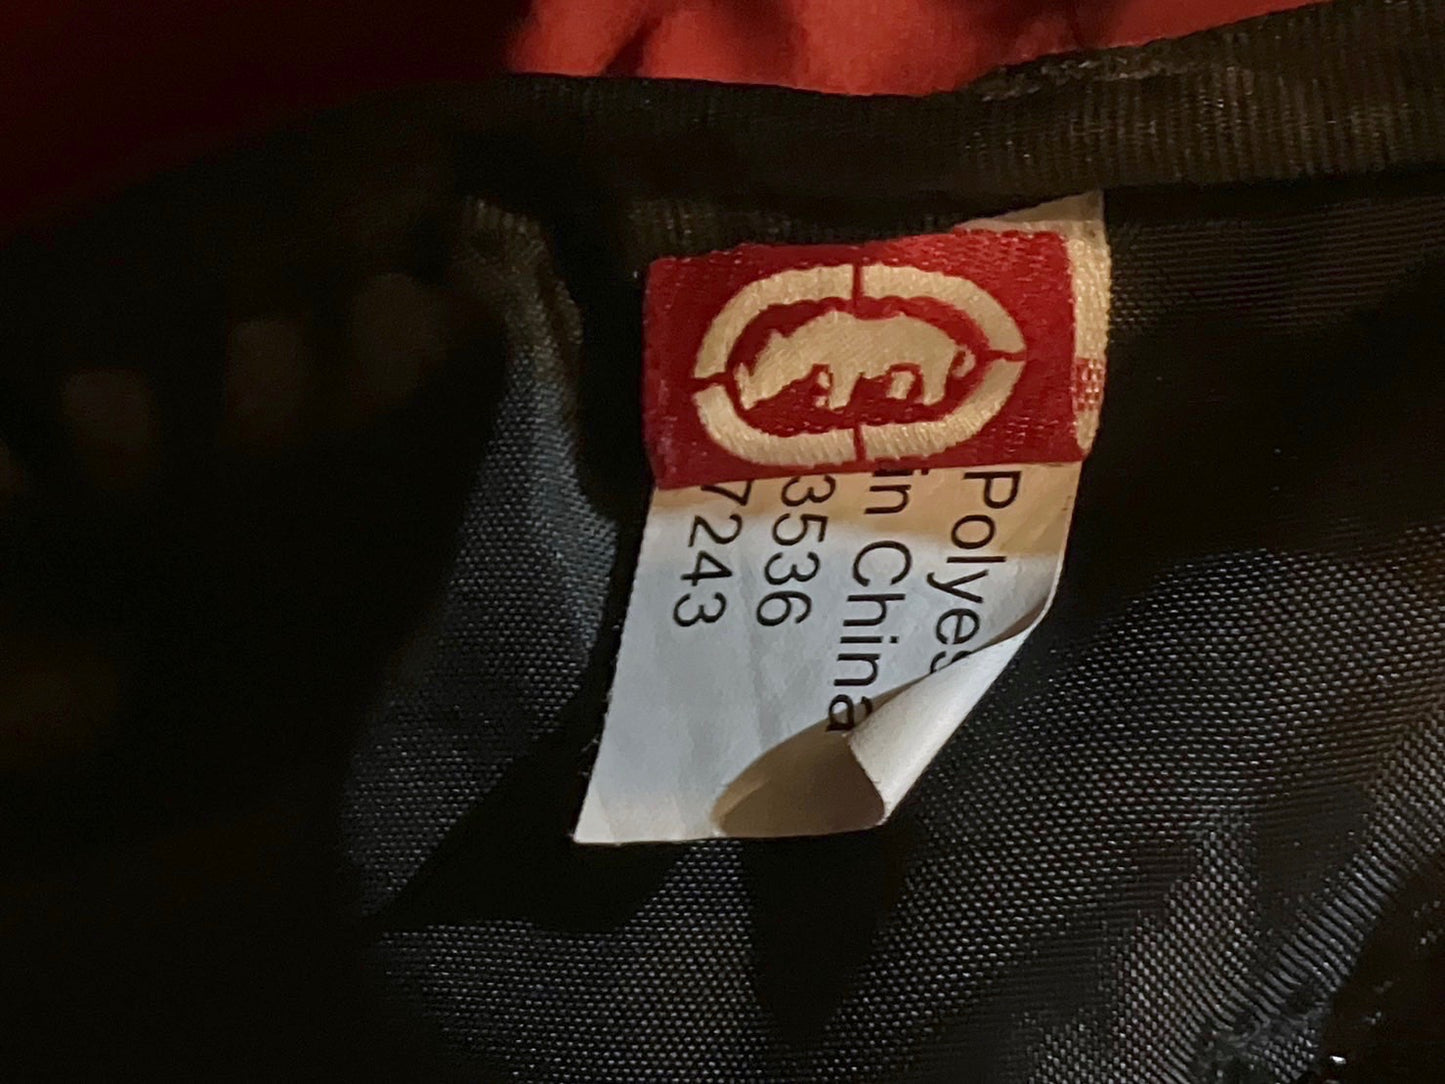 Polyes
in China
3536
7243